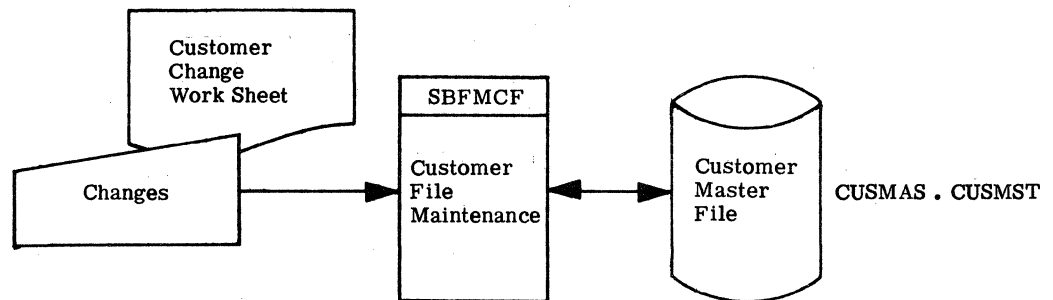 Customer
Change
Work Sheet
Changes
SBFMCF
Customer
File
Maintenance
Customer
Master
File
CUSMAS . CUSMST